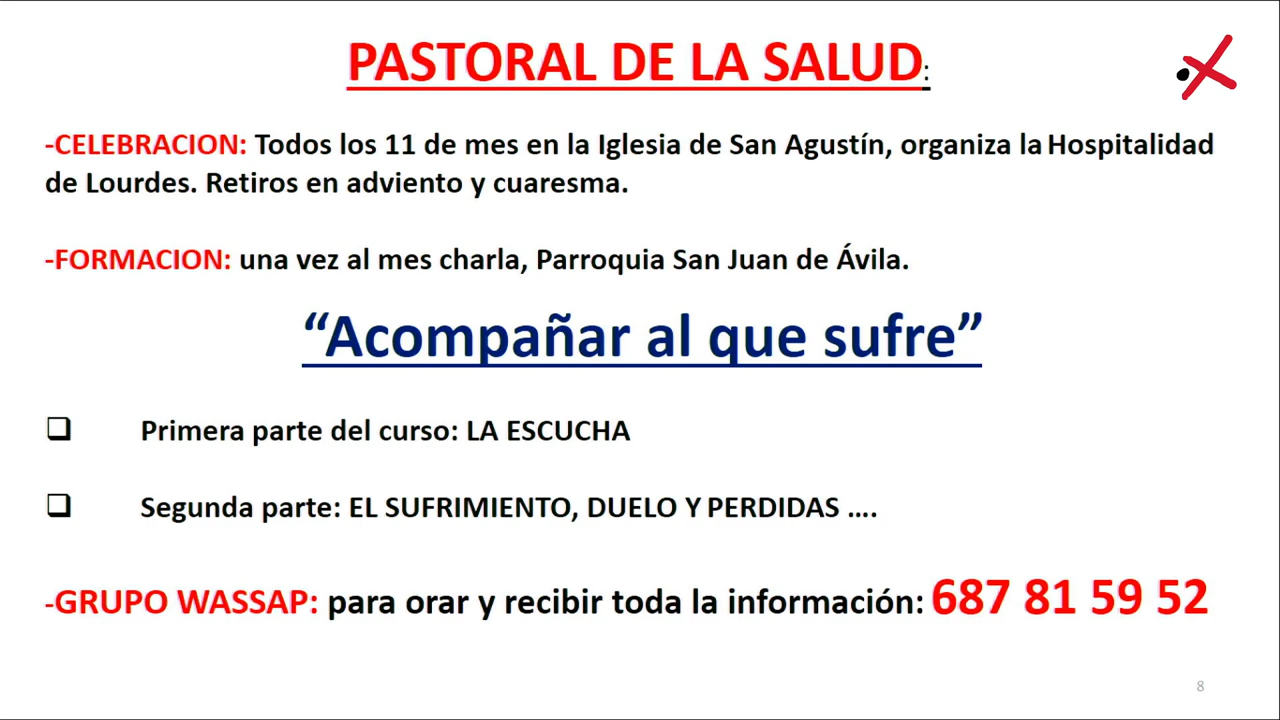 PASTORAL DE LA SALUD:
-CELEBRACION: Todos los 11 de mes en la Iglesia de San Agustín, organiza la Hospitalidad
de Lourdes. Retiros en adviento y cuaresma.
-FORMACION: una vez al mes charla, Parroquia San Juan de Ávila.
“Acompañar al que sufre”
Primera parte del curso: LA ESCUCHA
Segunda parte: EL SUFRIMIENTO, DUELO Y PERDIDAS ....
-GRUPO WASSAP: para orar y recibir toda la información: 687 81 59 52
8